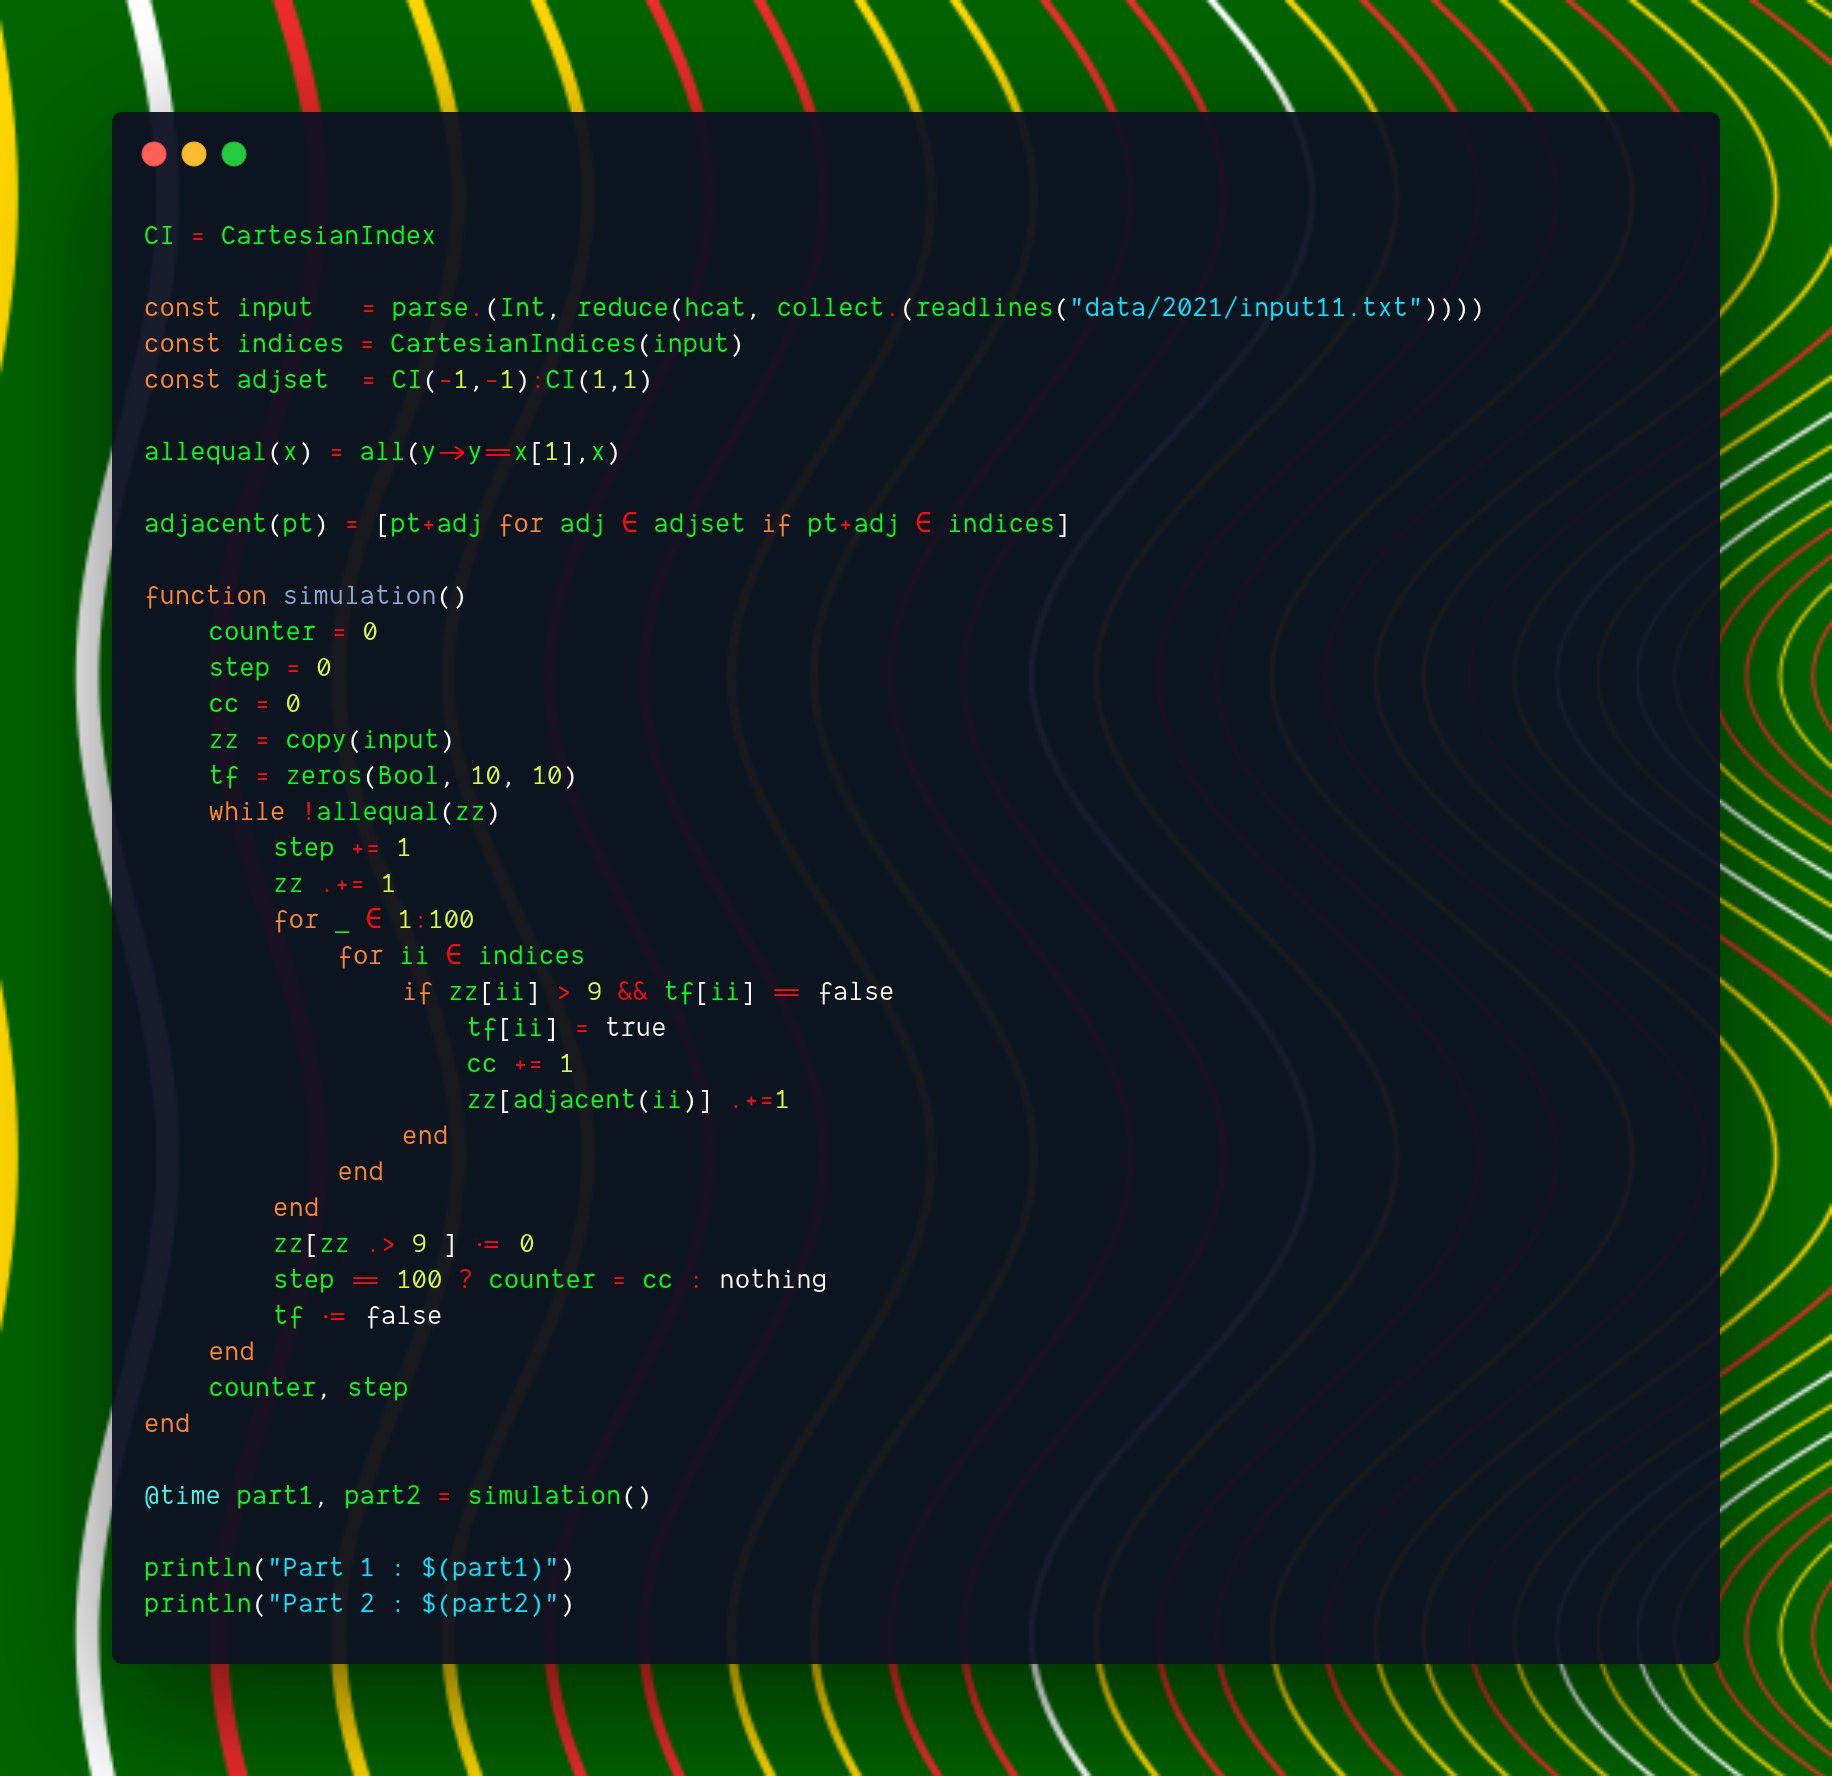 CI = CartesianIndex

const input   = parse.(Int, reduce(hcat, collect.(readlines("data/2021/input11.txt"))))
const indices = CartesianIndices(input)
const adjset  = CI(-1,-1):CI(1,1)

allequal(x) = all(y->y==x[1],x)

adjacent(pt) = [pt+adj for adj ∈ adjset if pt+adj ∈ indices]

function simulation()
    counter = 0
    step = 0
    cc = 0
    zz = copy(input)
    tf = zeros(Bool, 10, 10)
    while !allequal(zz)
        step += 1
        zz .+= 1
        for _ ∈ 1:100
            for ii ∈ indices
                if zz[ii] > 9 && tf[ii] == false
                    tf[ii] = true
                    cc += 1
                    zz[adjacent(ii)] .+=1
                end
            end
        end
        zz[zz .> 9 ] .= 0
        step == 100 ? counter = cc : nothing
        tf .= false
    end
    counter, step
end

@time part1, part2 = simulation()

println("Part 1 : $(part1)")
println("Part 2 : $(part2)")